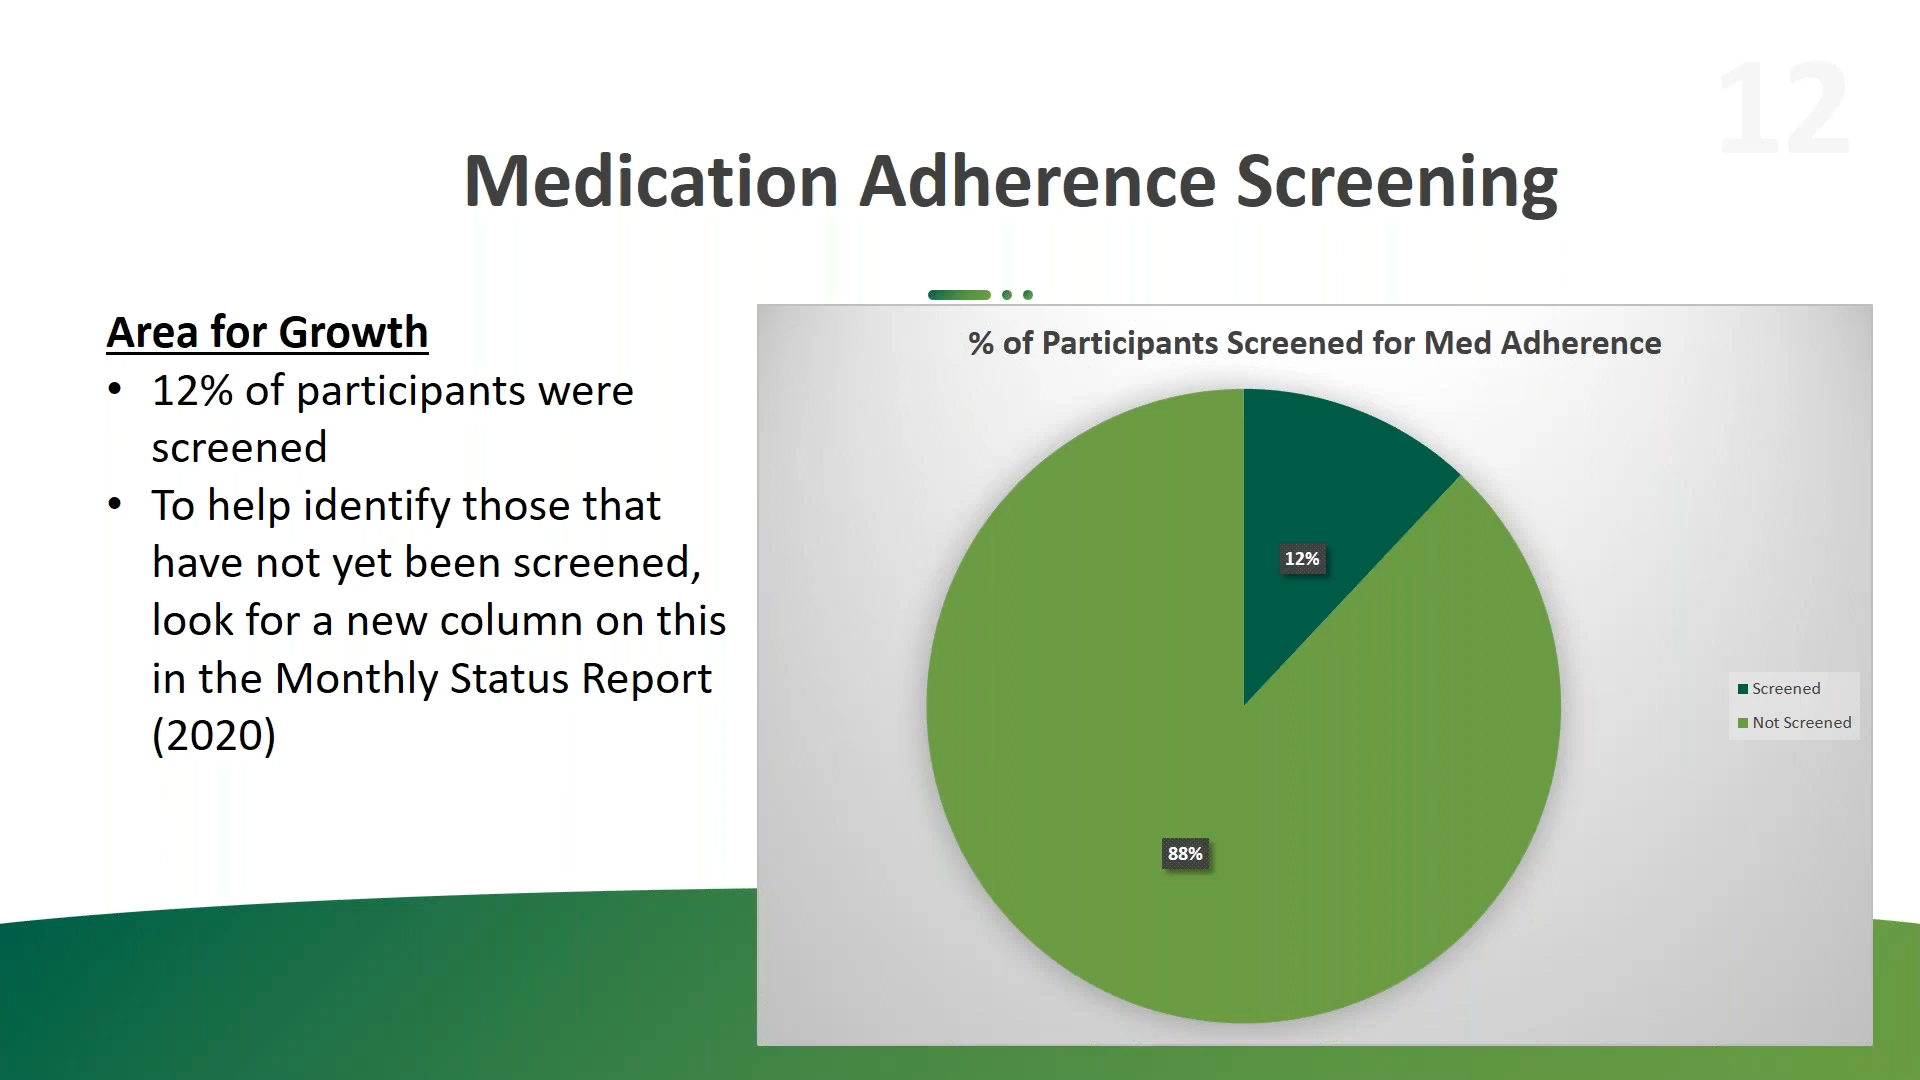 12
Medication Adherence Screening
Area for Growth
• 12% of participants were
screened
• To help identify those that
have not yet been screened,
look for a new column on this
in the Monthly Status Report
(2020)
% of Participants Screened for Med Adherence
12%
88%
Screened
Not Screened